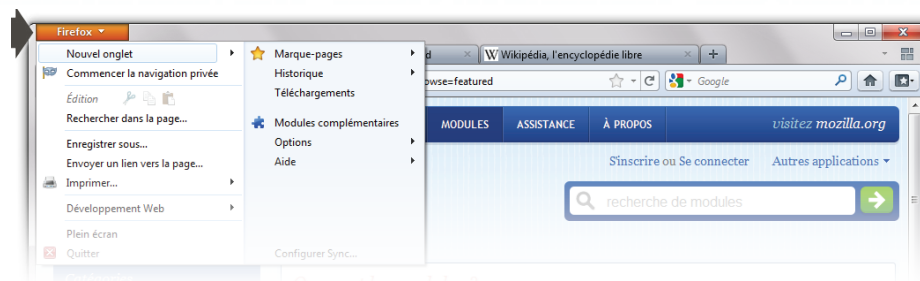 Firefox
Nouvel onglet
Commencer la navigation privée
Édition
Rechercher dans la page...
Enregistrer sous...
Envoyer un lien vers la page...
Imprimer...
Développement Web
Plein écran
Quitter
Marque-pages
Historique
Téléchargements
Modules complémentaires
Options
Aide
Configurer Sync...
d
W Wikipédia, l'encyclopédie libre
owse=featured
Google
MODULES ASSISTANCE À PROPOS visitez mozilla.org
S'inscrire ou Se connecter Autres applications
recherche de modules